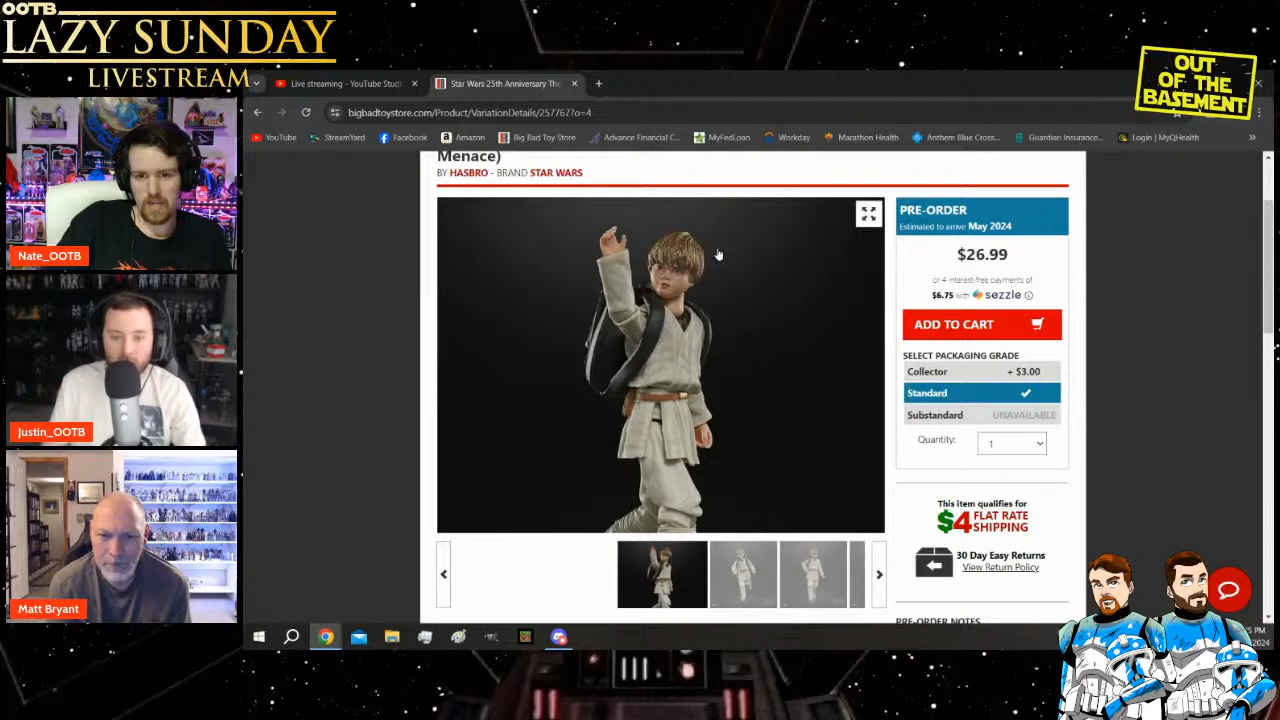 OOTB
LAZY SUNDAY
LIVESTREAM
OUT
OF THE
BASEMENT
Nate_OOTB
Justin_OOTB
Matt Bryant
Live streaming - YouTube Studi
Star Wars 25th Anniversary The
bigbadtoystore.com/Product/VariationDetails/257767?o=4
YouTube
StreamYard
Facebook
Amazon
Big Bad Toy Store
Advance Financial C...
MyFedLoan
Workday
Marathon Health
Anthem Blue Cross...
Guardian Insurance...
Login | MyQHealth
Menace)
BY HASBRO - BRAND STAR WARS
PRE-ORDER
Estimated to arrive May 2024
$26.99
or 4 interest-free payments of
$6.75 with sezzle
ADD TO CART
SELECT PACKAGING GRADE
Collector + $3.00
Standard
Substandard UNAVAILABLE
Quantity: 1
This item qualifies for
$4 FLAT RATE
SHIPPING
30 Day Easy Returns
View Return Policy
PRE-ORDER NOTES
PM
2024